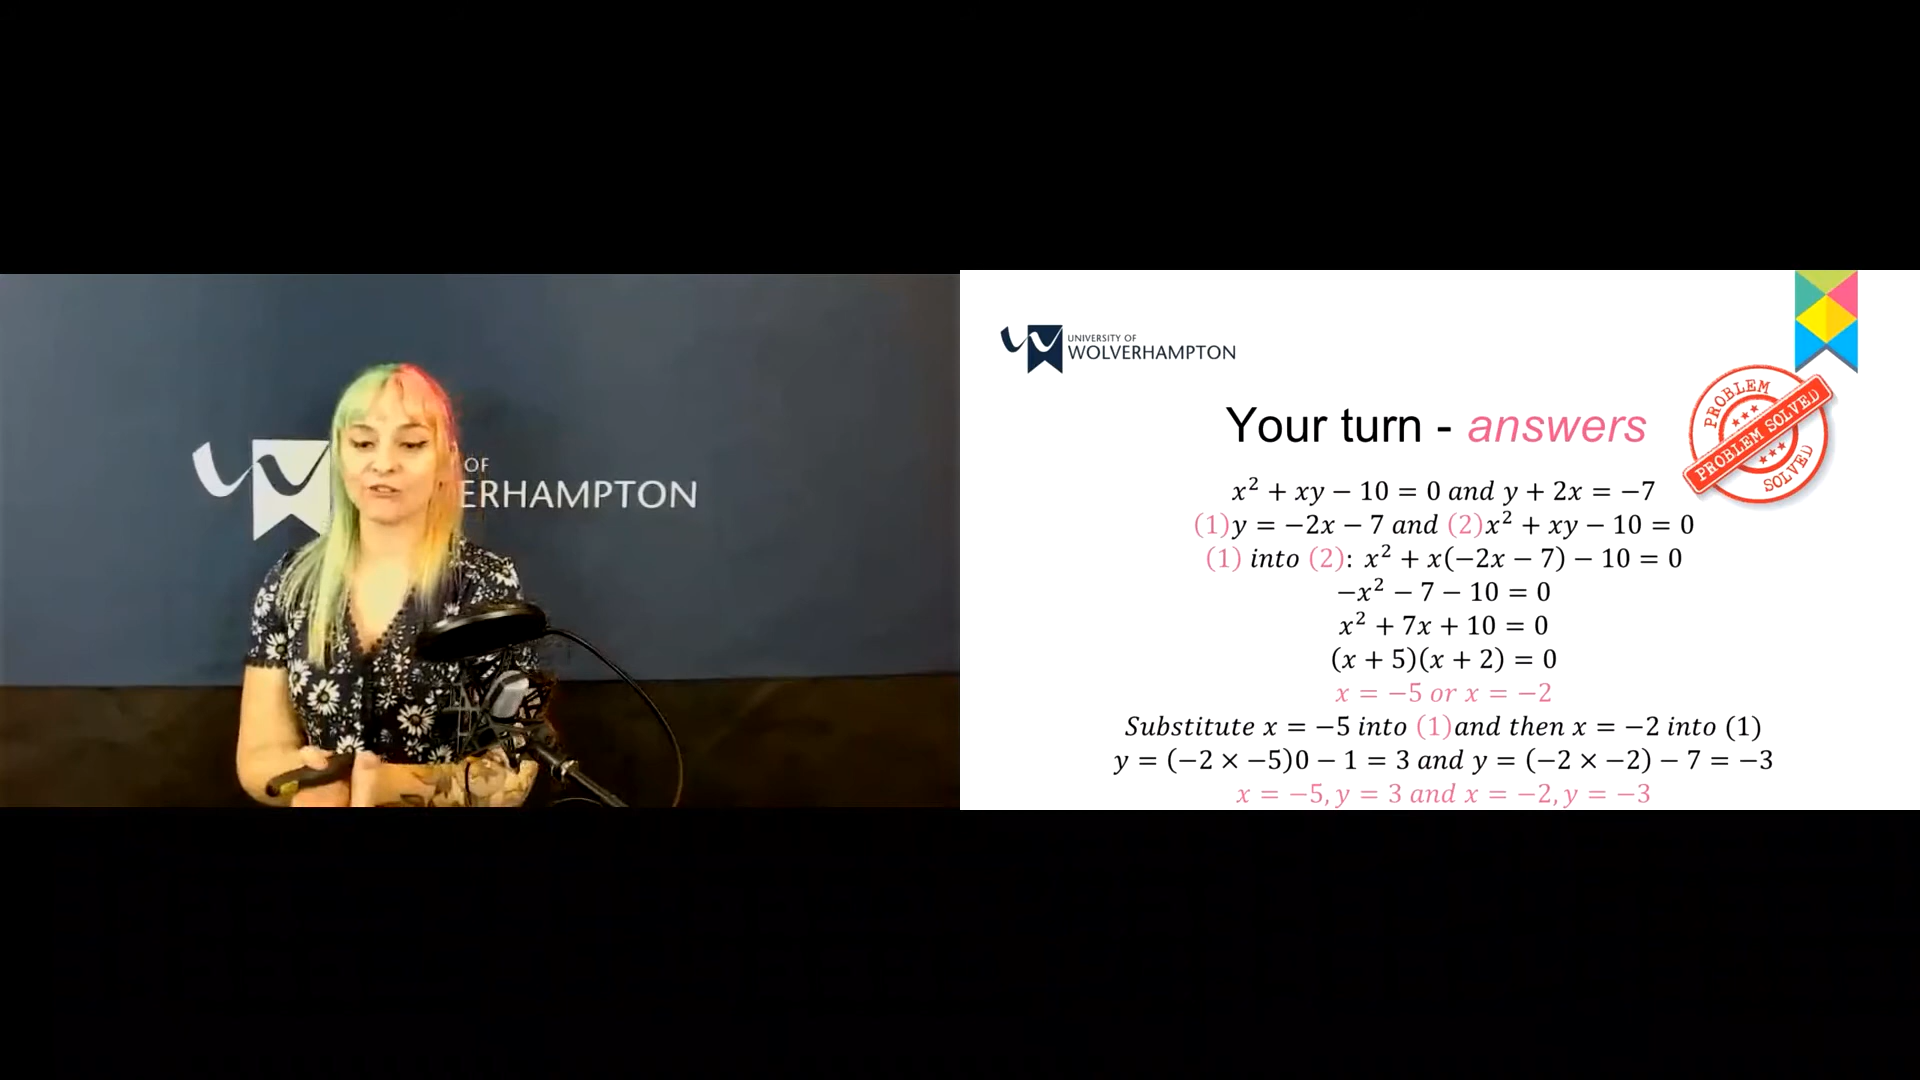 OF
ERHAMPTON
UNIVERSITY OF
WOLVERHAMPTON
Your turn - answers
PROBLEM
PROBLEM SOLVED
SOLVED
x² + xy − 10 = 0 and y + 2x = −7
(1)y = −2x − 7 and (2)x² + xy − 10 = 0
(1) into (2): x² + x(−2x − 7) − 10 = 0
−x² − 7 − 10 = 0
x² + 7x + 10 = 0
(x + 5)(x + 2) = 0
x = −5 or x = −2
Substitute x = −5 into (1)and then x = −2 into (1)
y = (−2 × −5)0 − 1 = 3 and y = (−2 × −2) − 7 = −3
x = −5, y = 3 and x = −2, y = −3